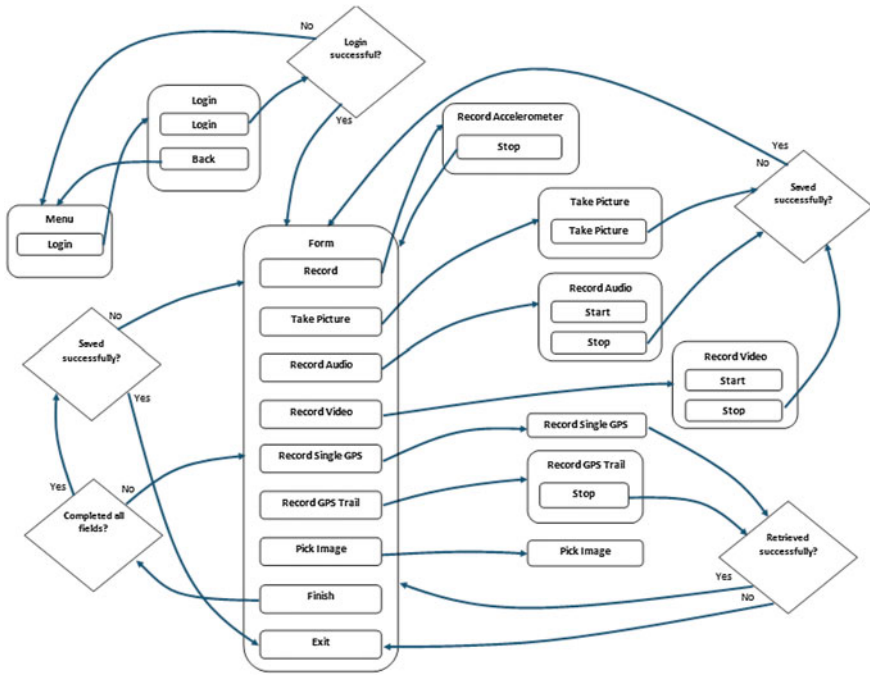 No
Login
successful?
Yes
Login
Login
Back
Menu
Login
Record Accelerometer
Stop
Yes
No
Saved
successfully?
Take Picture
Take Picture
Record Audio
Start
Stop
Record Video
Start
Stop
Form
Record
Take Picture
Record Audio
Record Video
Record Single GPS
Record GPS Trail
Pick Image
Finish
Exit
No
Saved
successfully?
Yes
Yes
No
Completed all
fields?
Record Single GPS
Record GPS Trail
Stop
Pick Image
Retrieved
successfully?
Yes
No